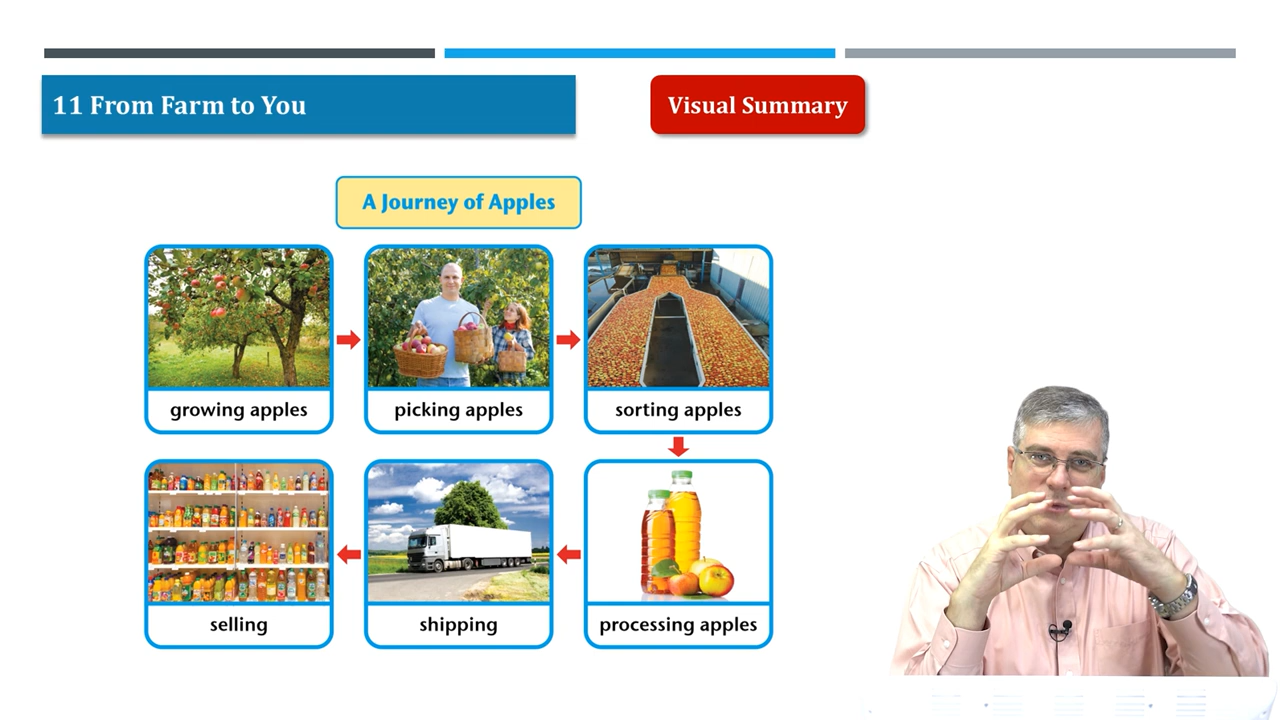 11 From Farm to You
Visual Summary
A Journey of Apples
growing apples
picking apples
sorting apples
selling
shipping
processing apples